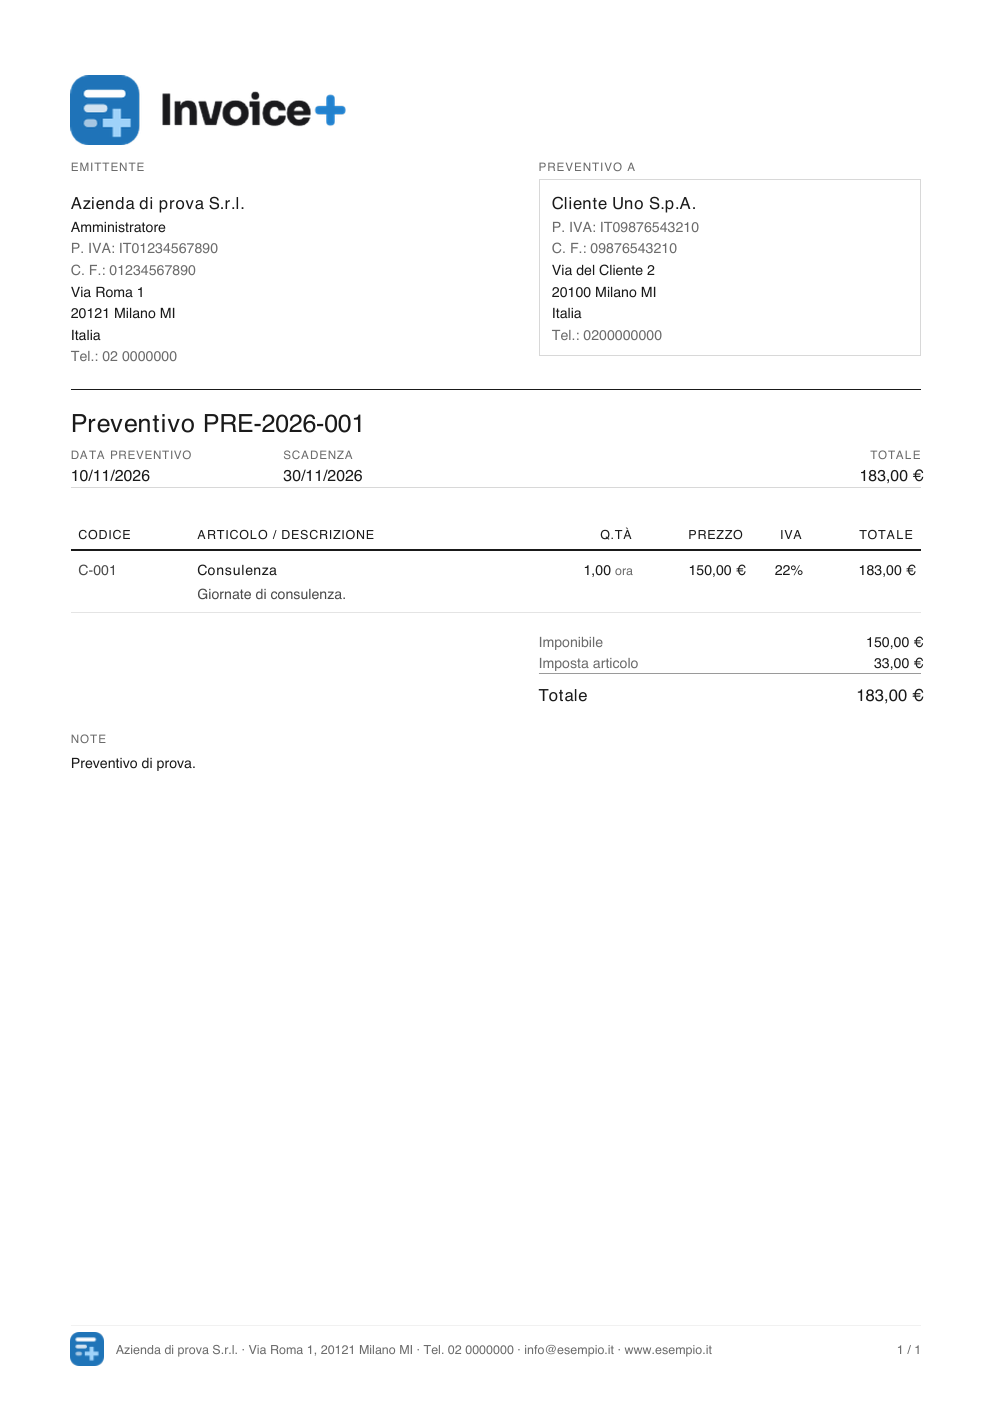 Invoice+
EMITTENTE
Azienda di prova S.r.l.
Amministratore
P. IVA: IT01234567890
C. F.: 01234567890
Via Roma 1
20121 Milano MI
Italia
Tel.: 02 0000000
PREVENTIVO A
Cliente Uno S.p.A.
P. IVA: IT09876543210
C. F.: 09876543210
Via del Cliente 2
20100 Milano MI
Italia
Tel.: 0200000000
Preventivo PRE-2026-001
DATA PREVENTIVO SCADENZA TOTALE
10/11/2026 30/11/2026 183,00 €
CODICE ARTICOLO / DESCRIZIONE Q.TÀ PREZZO IVA TOTALE
C-001 Consulenza 1,00 ora 150,00 € 22% 183,00 €
Giornate di consulenza.
Imponibile 150,00 €
Imposta articolo 33,00 €
Totale 183,00 €
NOTE
Preventivo di prova.
Azienda di prova S.r.l. · Via Roma 1, 20121 Milano MI · Tel. 02 0000000 · info@esempio.it · www.esempio.it 1 / 1